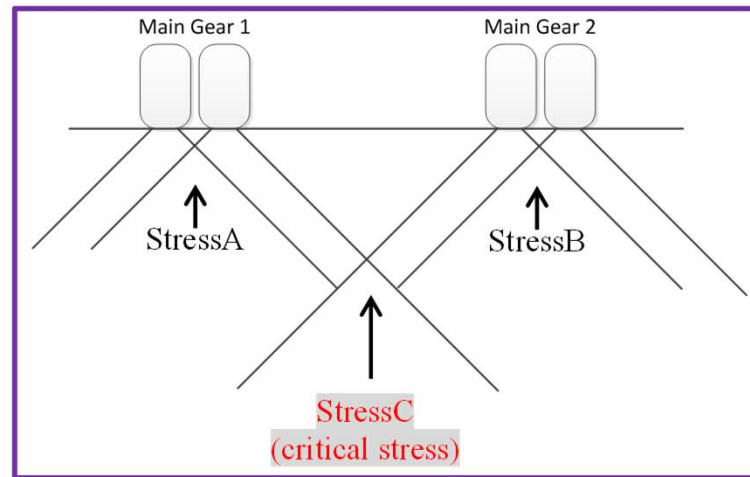 Main Gear 1
Main Gear 2
StressA
StressB
StressC
(critical stress)